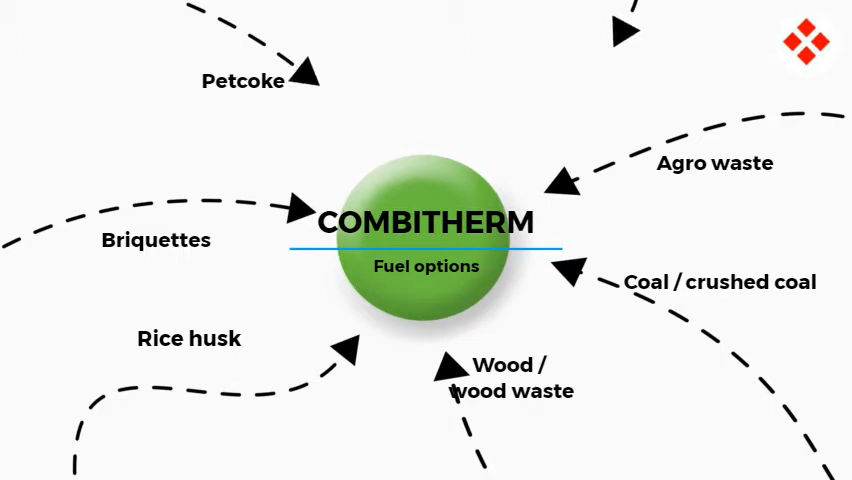 Petcoke
Agro waste
COMBITHERM
Briquettes
Fuel options
Coal / crushed coal
Rice husk
Wood /
wood waste